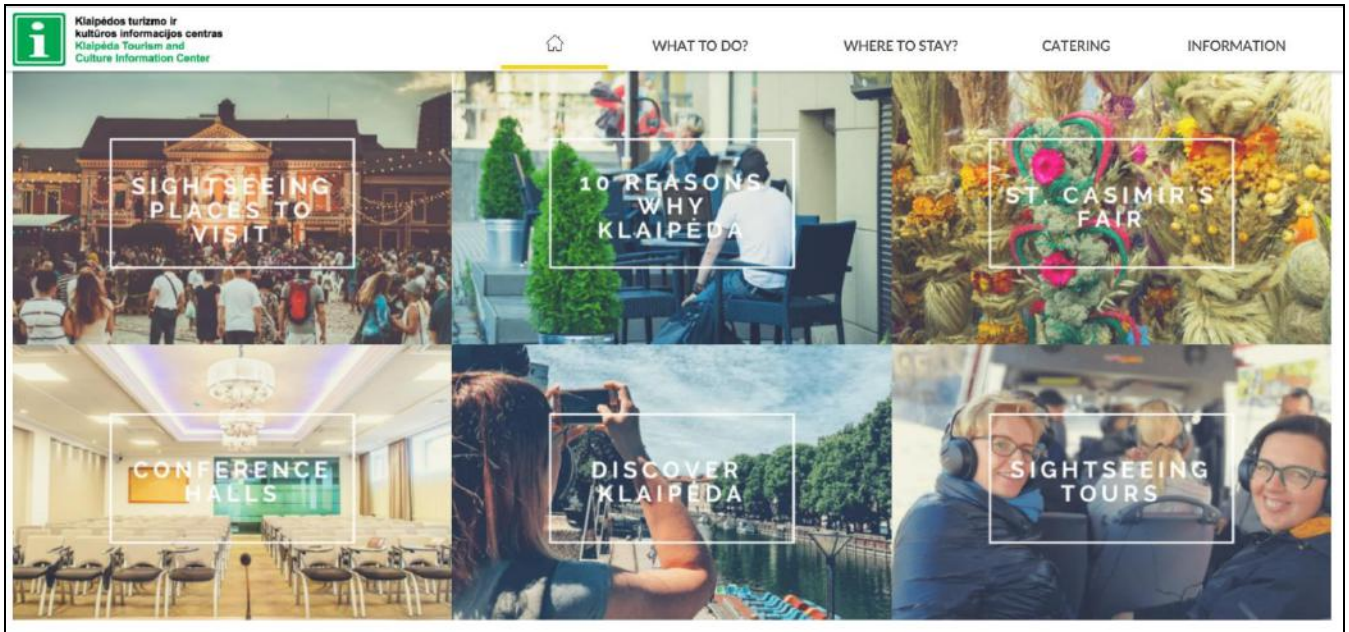 Klaipėdos turizmo ir
kultūros informacijos centras
Klaipėda Tourism and
Culture Information Center
WHAT TO DO?
WHERE TO STAY?
CATERING
INFORMATION
SIGHTSEEING
PLACES TO
VISIT
10 REASONS
WHY
KLAIPĖDA
ST. CASIMIR'S
FAIR
CONFERENCE
HALLS
DISCOVER
KLAIPĖDA
SIGHTSEEING
TOURS